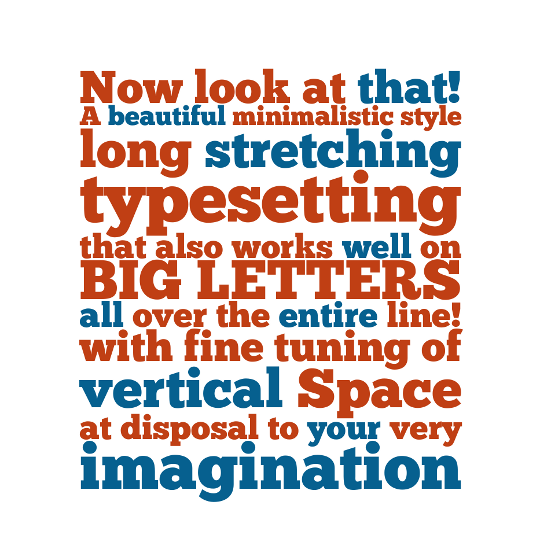 Now look at that!
A beautiful minimalistic style
long stretching
typesetting
that also works well on
BIG LETTERS
all over the entire line!
with fine tuning of
vertical Space
at disposal to your very
imagination